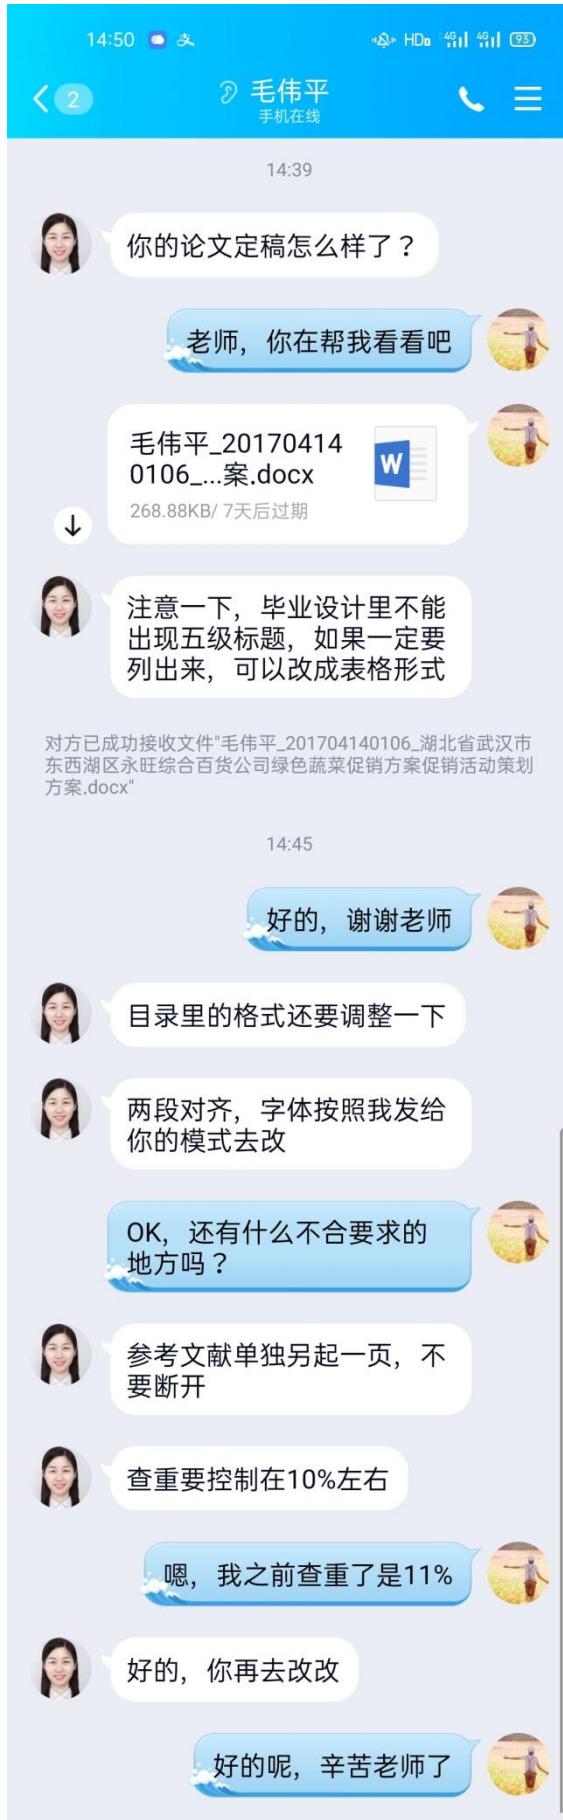 14:50 支 HD 4G 4G 93
2 毛伟平
手机在线
14:39
你的论文定稿怎么样了？
老师，你在帮我看看吧
毛伟平_20170414
0106_...案.docx
W
268.88KB/ 7天后过期
注意一下，毕业设计里不能
出现五级标题，如果一定要
列出来，可以改成表格形式
对方已成功接收文件"毛伟平_201704140106_湖北省武汉市
东西湖区永旺综合百货公司绿色蔬菜促销方案促销活动策划
方案.docx"
14:45
好的，谢谢老师
目录里的格式还要调整一下
两段对齐，字体按照我发给
你的模式去改
OK，还有什么不合要求的
地方吗？
参考文献单独另起一页，不
要断开
查重要控制在10%左右
嗯，我之前查重了是11%
好的，你再去改改
好的呢，辛苦老师了